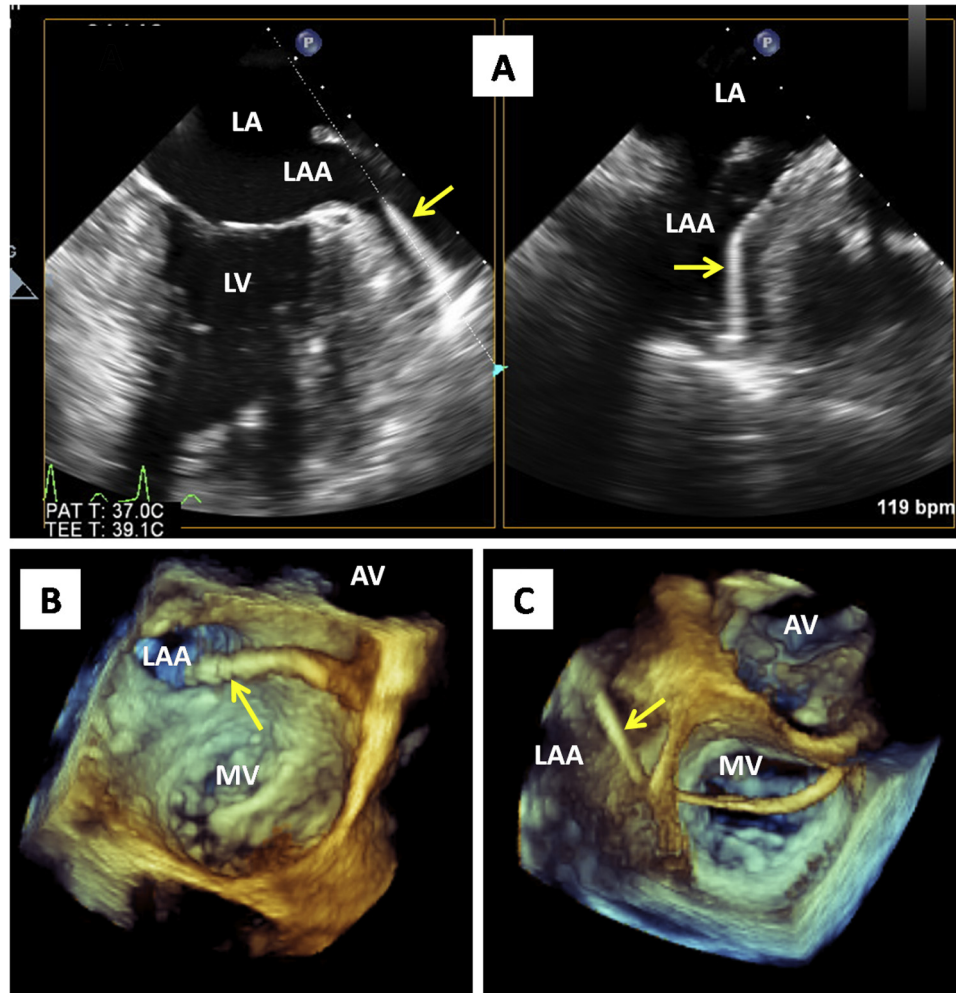 A
P
P
LA
LA
LAA
LAA
LV
PAT T: 37.0C
TEE T: 39.1C
119 bpm
B
AV
LAA
MV
C
AV
LAA
MV